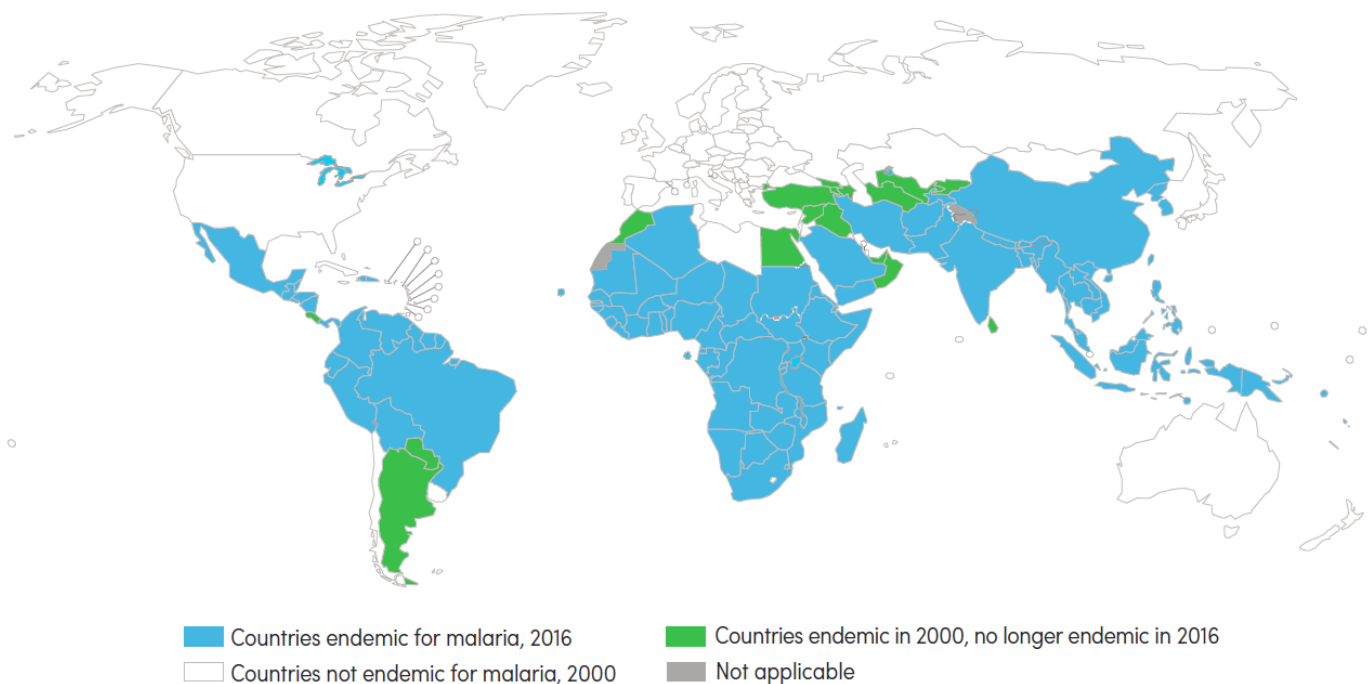 Countries endemic for malaria, 2016
Countries endemic in 2000, no longer endemic in 2016
Countries not endemic for malaria, 2000
Not applicable